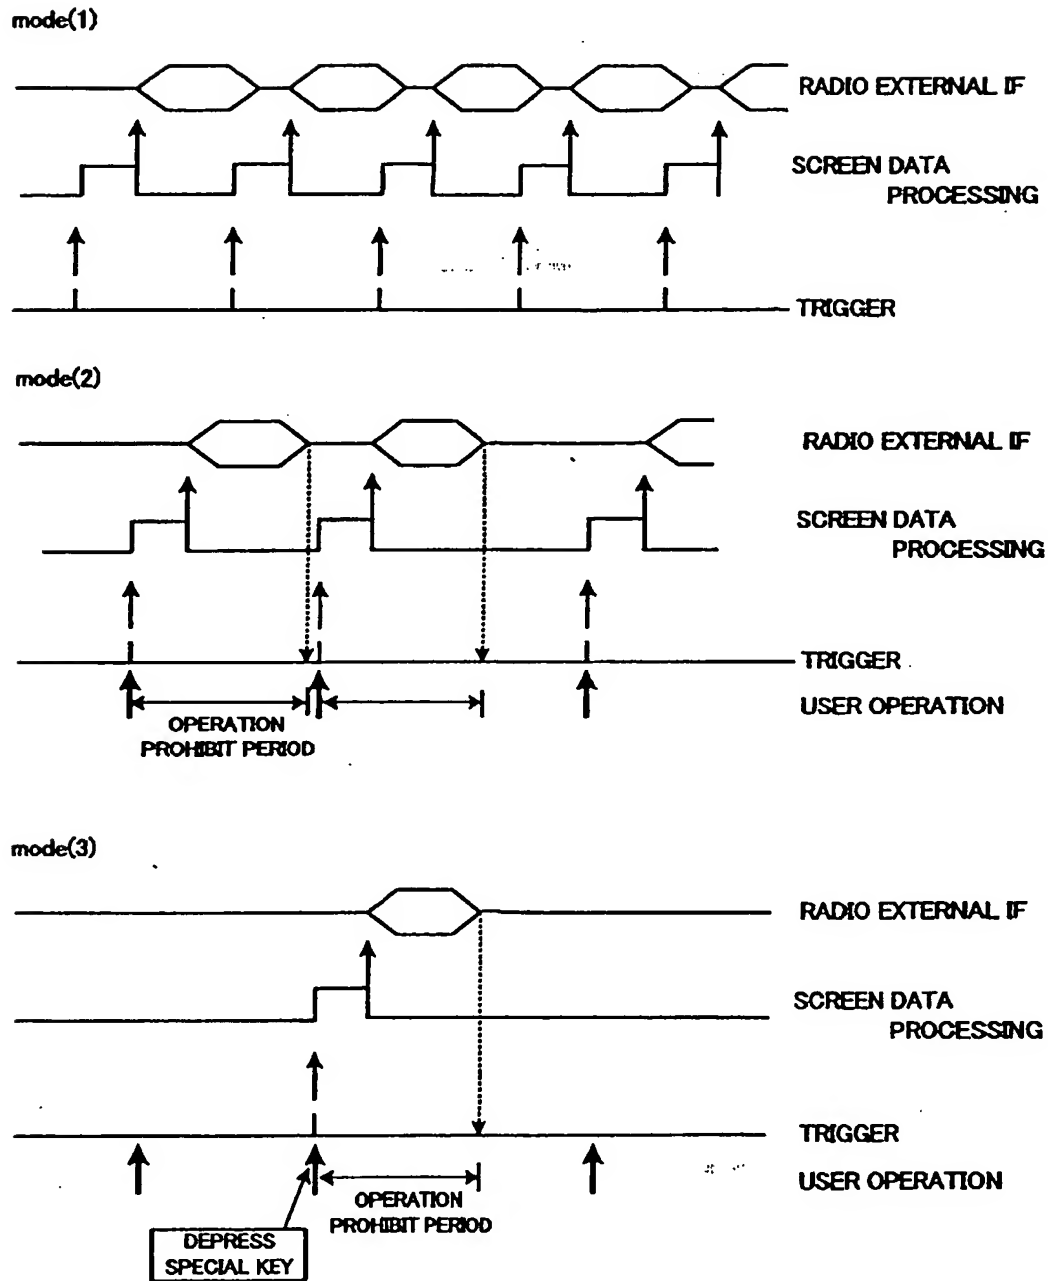 mode(1)
RADIO EXTERNAL IF
SCREEN DATA
PROCESSING
TRIGGER
mode(2)
RADIO EXTERNAL IF
SCREEN DATA
PROCESSING
TRIGGER
USER OPERATION
OPERATION
PROHIBIT PERIOD
mode(3)
RADIO EXTERNAL IF
SCREEN DATA
PROCESSING
TRIGGER
USER OPERATION
OPERATION
PROHIBIT PERIOD
DEPRESS
SPECIAL KEY